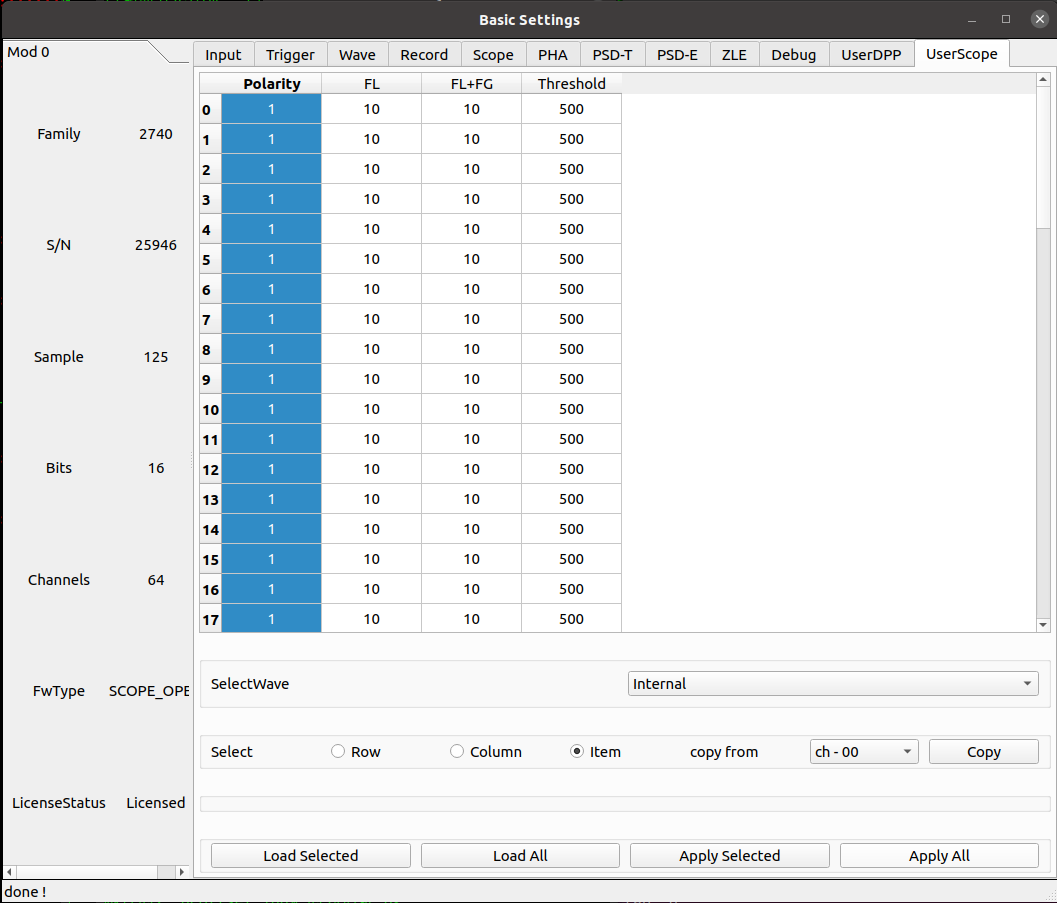 Basic Settings
Mod 0
Input Trigger Wave Record Scope PHA PSD-T PSD-E ZLE Debug UserDPP UserScope
Family 2740
S/N 25946
Sample 125
Bits 16
Channels 64
FwType SCOPE_OPE
LicenseStatus Licensed
Polarity FL FL+FG Threshold
0 1 10 10 500
1 1 10 10 500
2 1 10 10 500
3 1 10 10 500
4 1 10 10 500
5 1 10 10 500
6 1 10 10 500
7 1 10 10 500
8 1 10 10 500
9 1 10 10 500
10 1 10 10 500
11 1 10 10 500
12 1 10 10 500
13 1 10 10 500
14 1 10 10 500
15 1 10 10 500
16 1 10 10 500
17 1 10 10 500
SelectWave Internal
Select Row Column Item copy from ch - 00 Copy
Load Selected Load All Apply Selected Apply All
done !